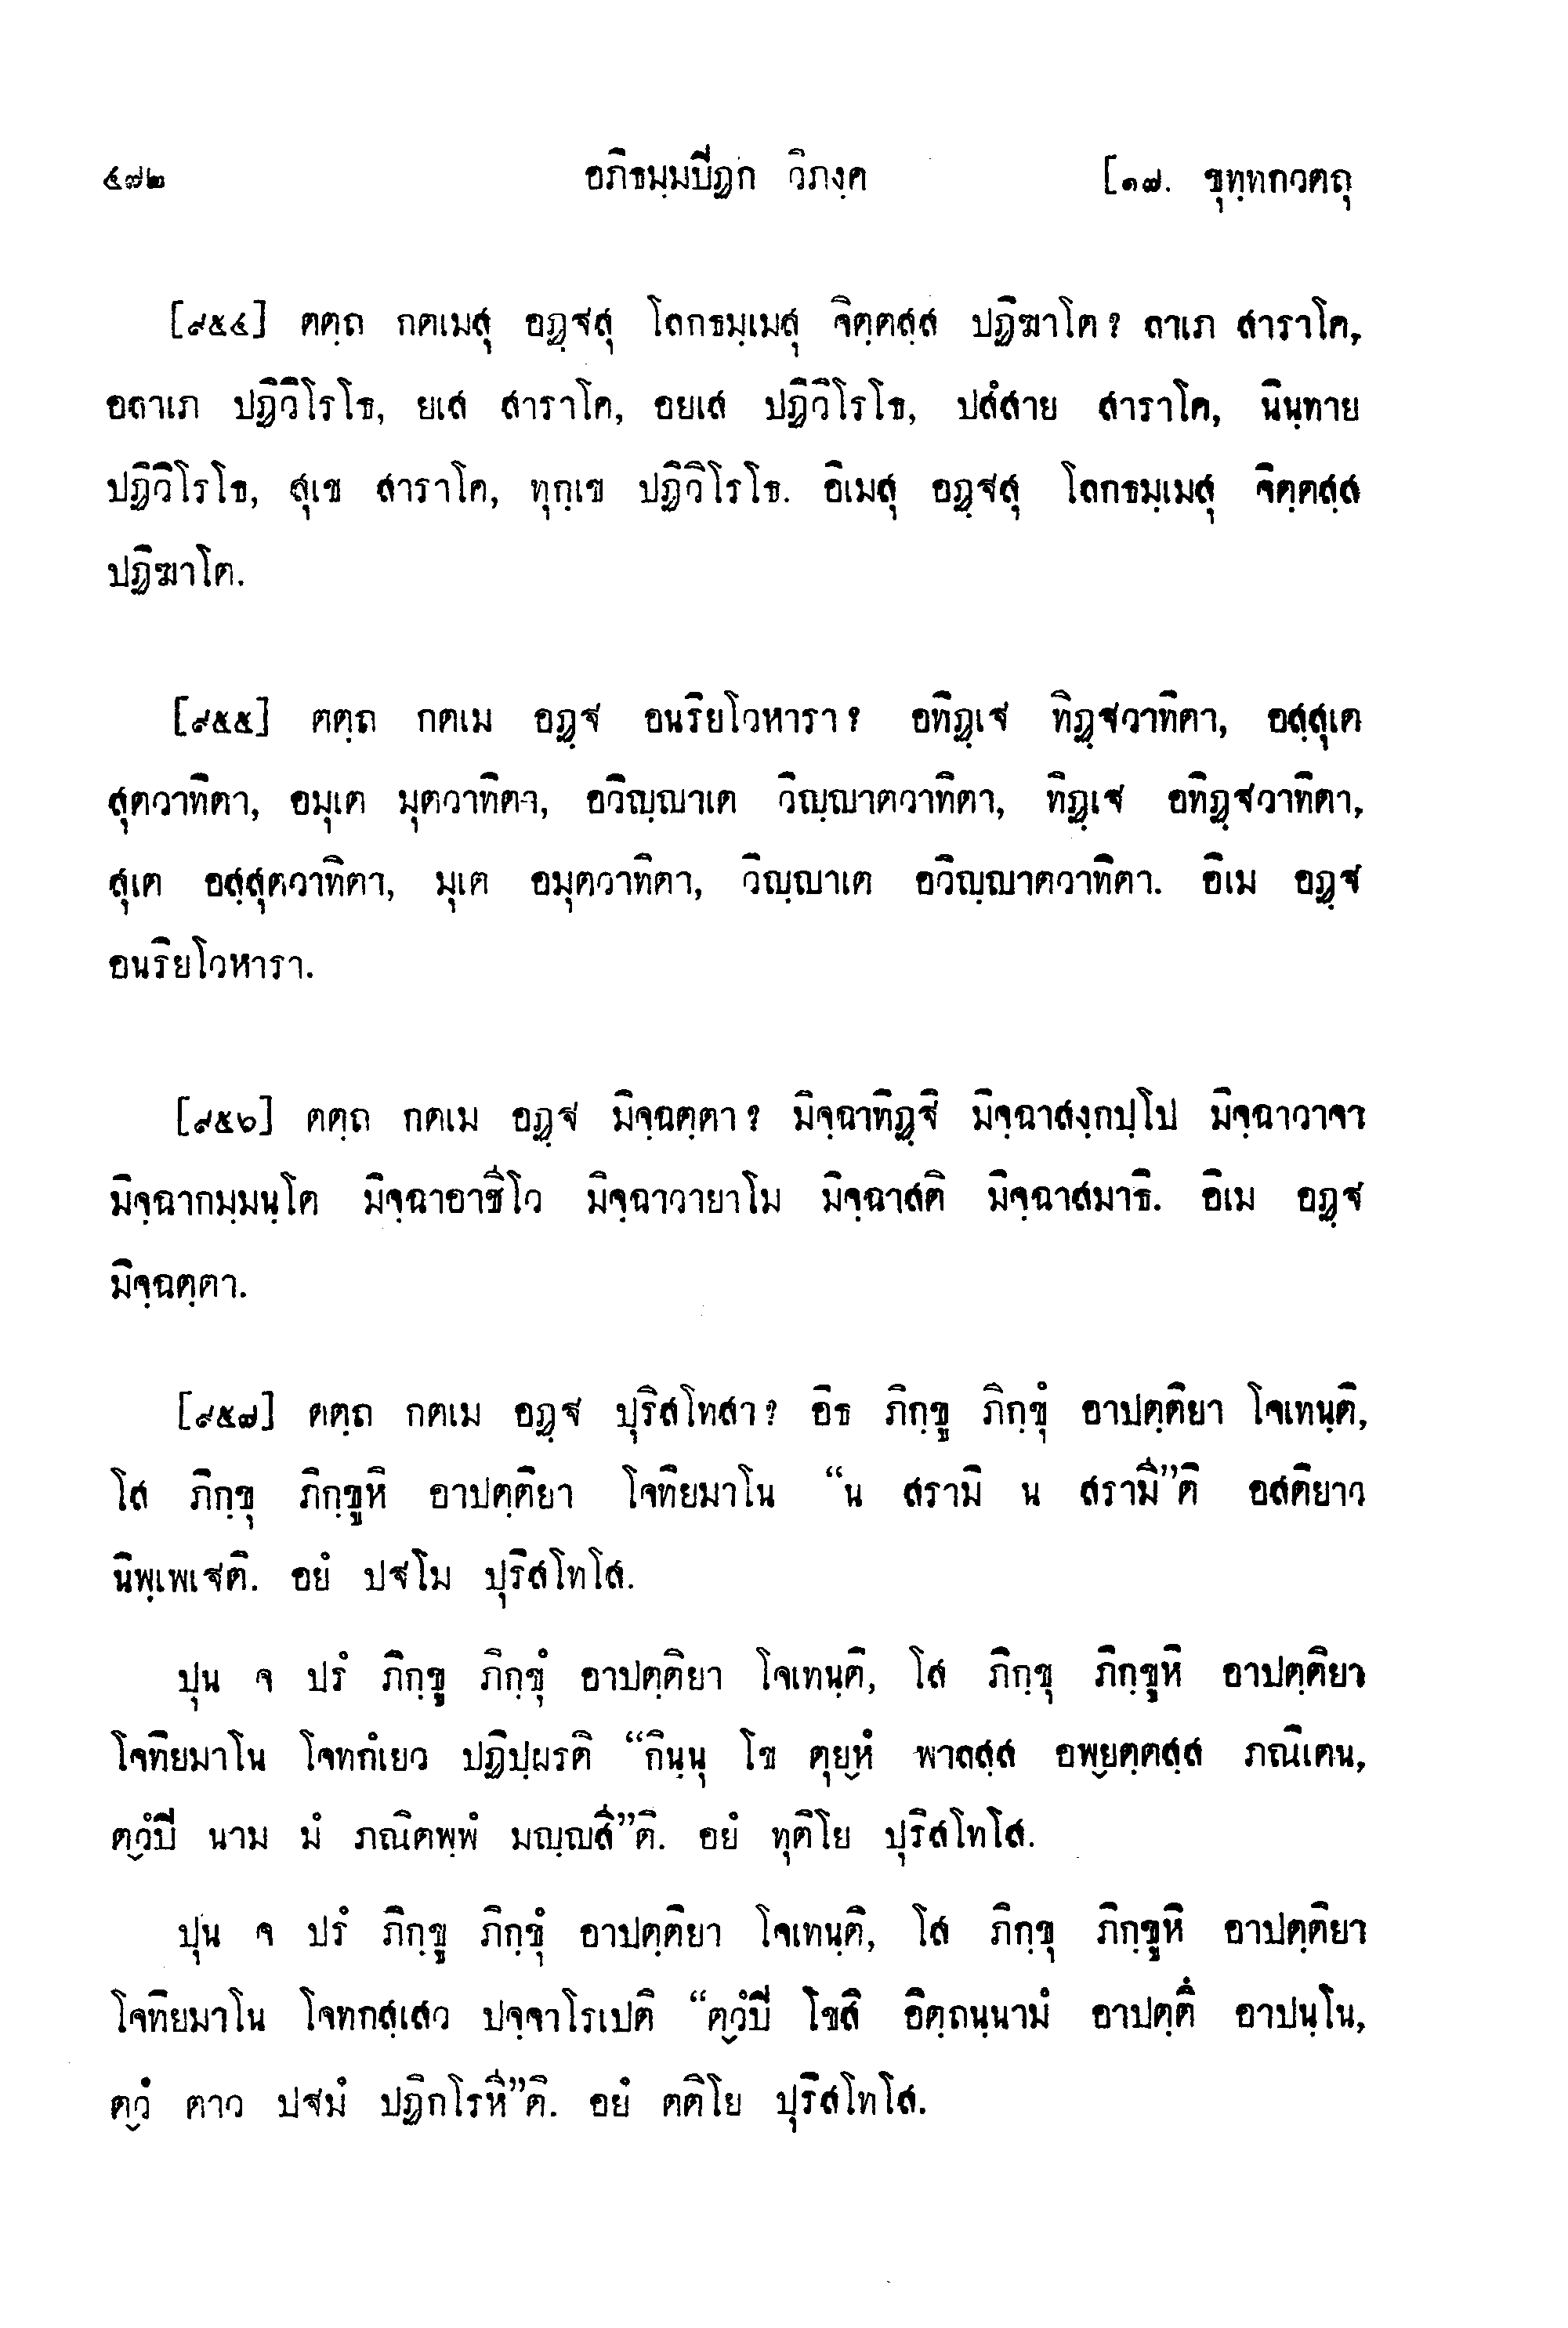 ๔๗๒ อภิธมฺมปิฏก วิภงฺค [๑๗. ขุทฺทกวตถุ
[๙๕๔] ตตฺถ กตเมสุ อฏฺฐสุ โลกธมฺเมสุ จิตฺตสฺส ปฏิฆาโต? ลาเภ สาราโค,
อลาเภ ปฏิวิโรโธ, ยเส สาราโค, อยเส ปฏิวิโรโธ, ปสํสาย สาราโค, นินฺทาย
ปฏิวิโรโธ, สุเข สาราโค, ทุกฺเข ปฏิวิโรโธ. อิเมสุ อฏฺฐสุ โลกธมฺเมสุ จิตฺตสฺส
ปฏิฆาโต.
[๙๕๕] ตตฺถ กตเม อฏฺฐ อนริยโวหารา? อทิฏฺเฐ ทิฏฺฐวาทิตา, อสฺสุเต
สุตวาทิตา, อมุเต มุตวาทิตา, อวิญฺญาเต วิญฺญาตวาทิตา, ทิฏฺเฐ อทิฏฺฐวาทิตา,
สุเต อสฺสุตวาทิตา, มุเต อมุตวาทิตา, วิญฺญาเต อวิญฺญาตวาทิตา. อิเม อฏฺฐ
อนริยโวหารา.
[๙๕๖] ตตฺถ กตเม อฏฺฐ มิจฺฉตฺตา? มิจฺฉาทิฏฺฐิ มิจฺฉาสงฺกปฺโป มิจฺฉาวาจา
มิจฺฉากมฺมนฺโต มิจฺฉาอาชีโว มิจฺฉาวายาโม มิจฺฉาสติ มิจฺฉาสมาธิ. อิเม อฏฺฐ
มิจฺฉตฺตา.
[๙๕๗] ตตฺถ กตเม อฏฺฐ ปุริสโทสา? อิธ ภิกฺขู ภิกฺขุํ อาปตฺติยา โจเทนฺติ,
โส ภิกฺขุ ภิกฺขูหิ อาปตฺติยา โจทิยมาโน “น สรามิ น สรามี”ติ อสติยาว
นิพฺเพเฐติ. อยํ ปฐโม ปุริสโทโส.
ปุน จ ปรํ ภิกฺขู ภิกฺขุํ อาปตฺติยา โจเทนฺติ, โส ภิกฺขุ ภิกฺขูหิ อาปตฺติยา
โจทิยมาโน โจทกํเยว ปฏิปฺผรติ “กินฺนุ โข ตุยฺหํ พาลสฺส อพฺยตฺตสฺส ภณิเตน,
ตฺวํปิ นาม มํ ภณิตพฺพํ มญฺญสี”ติ. อยํ ทุติโย ปุริสโทโส.
ปุน จ ปรํ ภิกฺขู ภิกฺขุํ อาปตฺติยา โจเทนฺติ, โส ภิกฺขุ ภิกฺขูหิ อาปตฺติยา
โจทิยมาโน โจทกสฺเสว ปจฺจาโรเปติ “ตฺวํปิ โขสิ อิตฺถนฺนามํ อาปตฺตึ อาปนฺโน,
ตฺวํ ตาว ปฐมํ ปฏิกโรหี”ติ. อยํ ตติโย ปุริสโทโส.